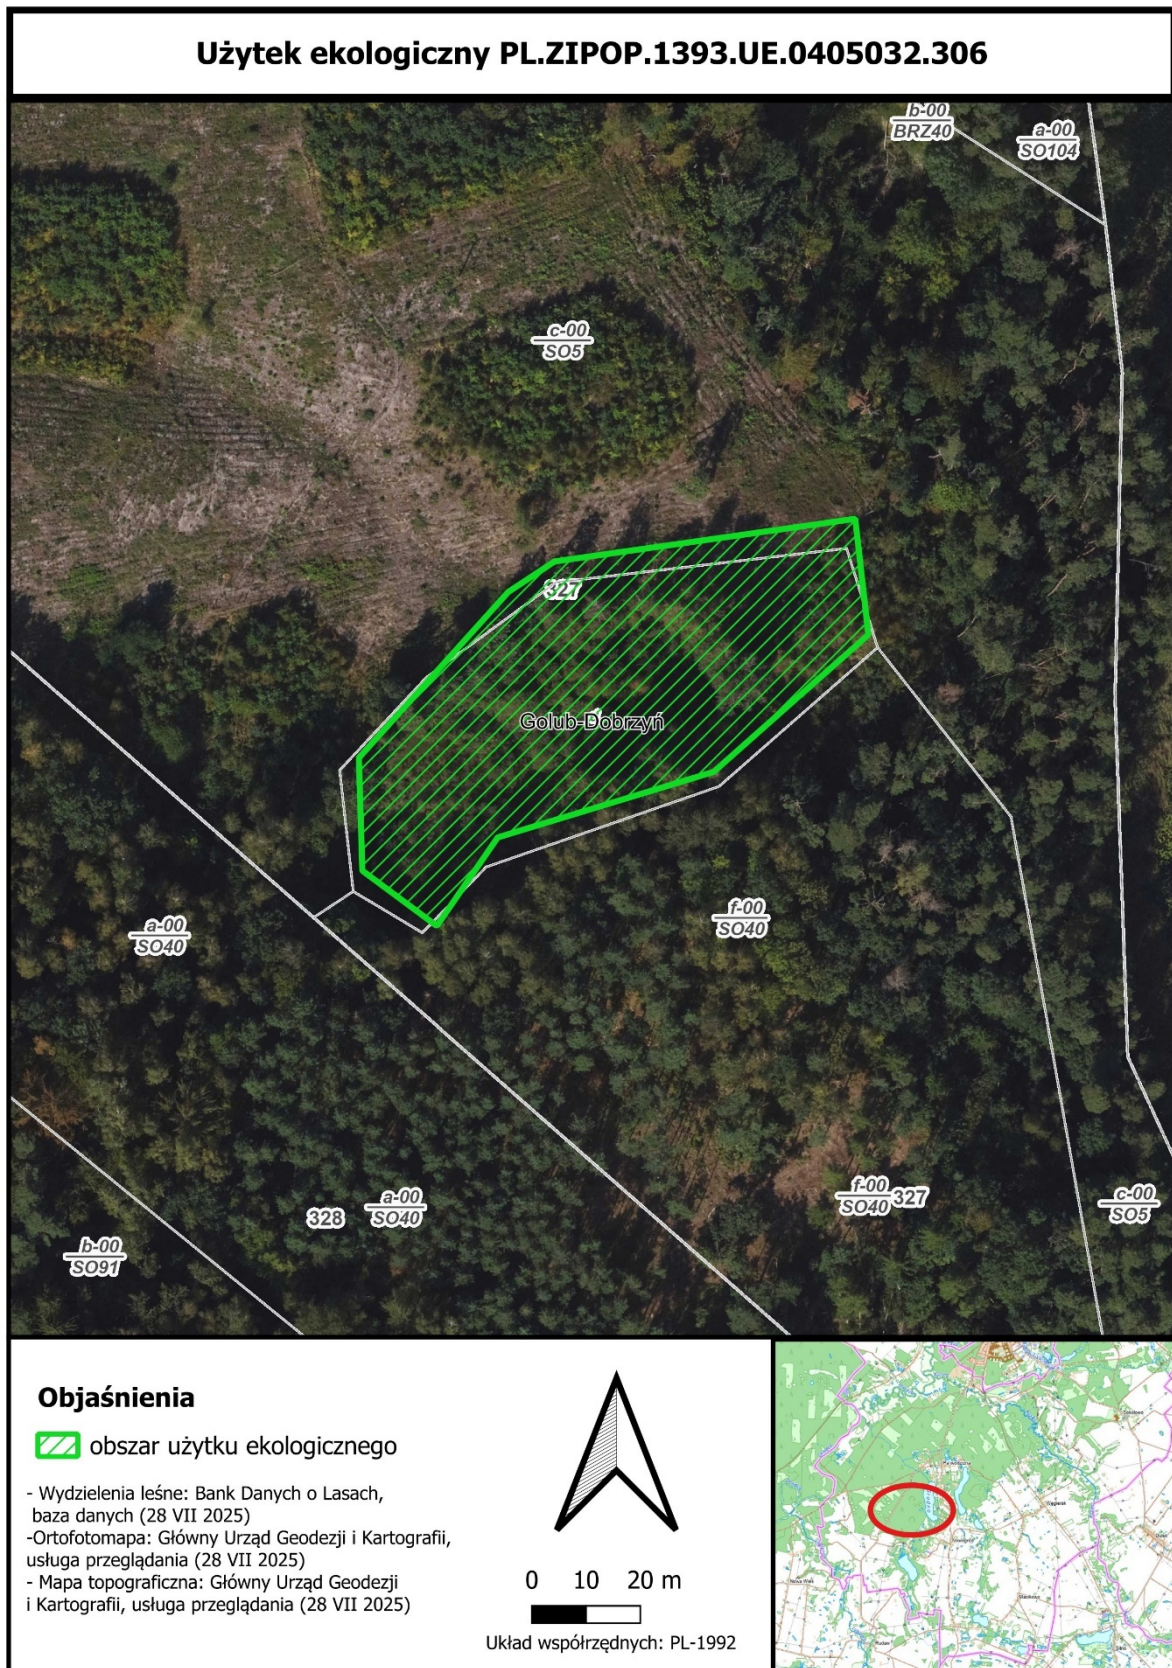 Użytek ekologiczny PL.ZIPOP.1393.UE.0405032.306
b-00
BRZ40
a-00
SO104
c-00
SO5
327
Golub-Dobrzyń
a-00
SO40
f-00
SO40
a-00
SO40
328
f-00
SO40
327
c-00
SO5
b-00
SO91
Objaśnienia
obszar użytku ekologicznego
- Wydzielenia leśne: Bank Danych o Lasach,
baza danych (28 VII 2025)
-Ortofotomapa: Główny Urząd Geodezji i Kartografii,
usługa przeglądania (28 VII 2025)
- Mapa topograficzna: Główny Urząd Geodezji
i Kartografii, usługa przeglądania (28 VII 2025)
0 10 20 m
Układ współrzędnych: PL-1992